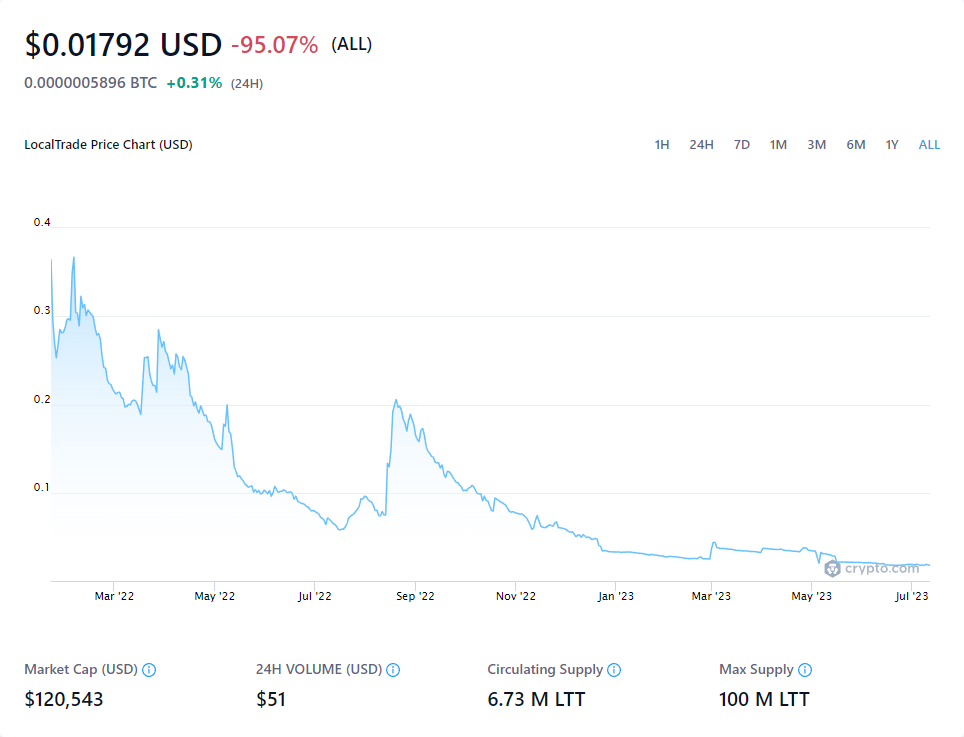 $0.01792 USD -95.07% (ALL)
0.0000005896 BTC +0.31% (24H)
LocalTrade Price Chart (USD) 1H 24H 7D 1M 3M 6M 1Y ALL
0.4
0.3
0.2
0.1
crypto.com
Mar '22 May '22 Jul '22 Sep '22 Nov '22 Jan '23 Mar '23 May '23 Jul '23
Market Cap (USD) 24H VOLUME (USD) Circulating Supply Max Supply
$120,543 $51 6.73 M LTT 100 M LTT